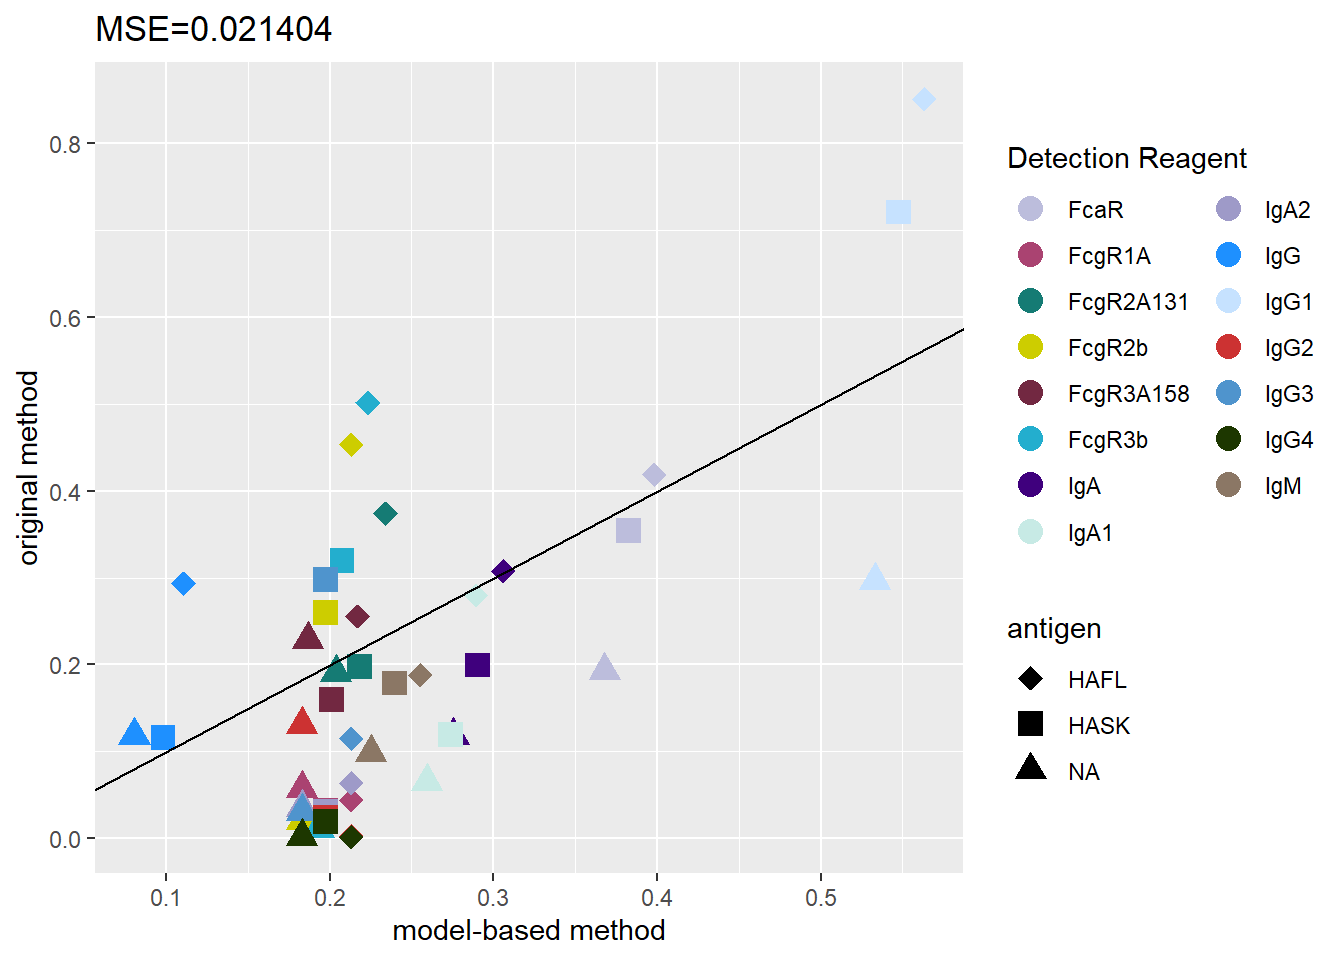 MSE=0.021404
0.8
0.6
0.4
0.2
0.0
original method
0.1
0.2
0.3
0.4
0.5
model-based method
Detection Reagent
FcaR
FcgR1A
FcgR2A131
FcgR2b
FcgR3A158
FcgR3b
IgA
IgA1
IgA2
IgG
IgG1
IgG2
IgG3
IgG4
IgM
antigen
HAFL
HASK
NA